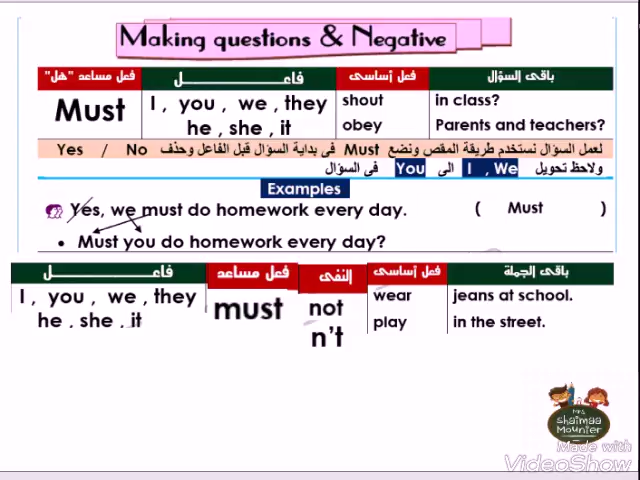 Making questions & Negative
فعل مساعد "هل" فاعل فعل أساسى باقى السؤال
Must I , you , we , they shout in class?
he , she , it obey Parents and teachers?
لعمل السؤال نستخدم طريقة المقص ونضع Must فى بداية السؤال قبل الفاعل وحذف Yes / No
ولاحظ تحويل I , We الى You فى السؤال
Examples
Yes, we must do homework every day. ( Must )
• Must you do homework every day?
فاعل فعل مساعد النفى فعل أساسى باقى الجملة
I , you , we , they must not wear jeans at school.
he , she , it n't play in the street.
Mrs
Shaimaa
Mounier
Made with
VideoShow